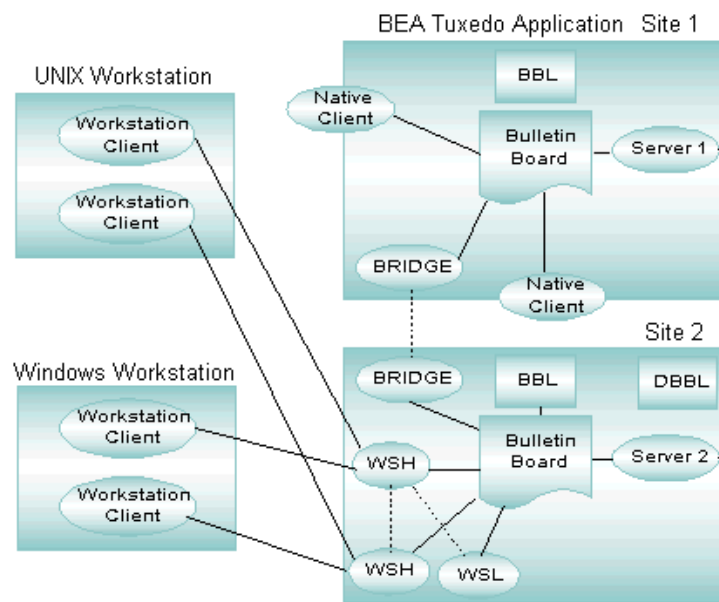 BEA Tuxedo Application Site 1
UNIX Workstation
Workstation
Client
Workstation
Client
Native
Client
BBL
Bulletin
Board
Server 1
BRIDGE
Native
Client
Site 2
Windows Workstation
Workstation
Client
Workstation
Client
BRIDGE
BBL
DBBL
Bulletin
Board
Server 2
WSH
WSH
WSL